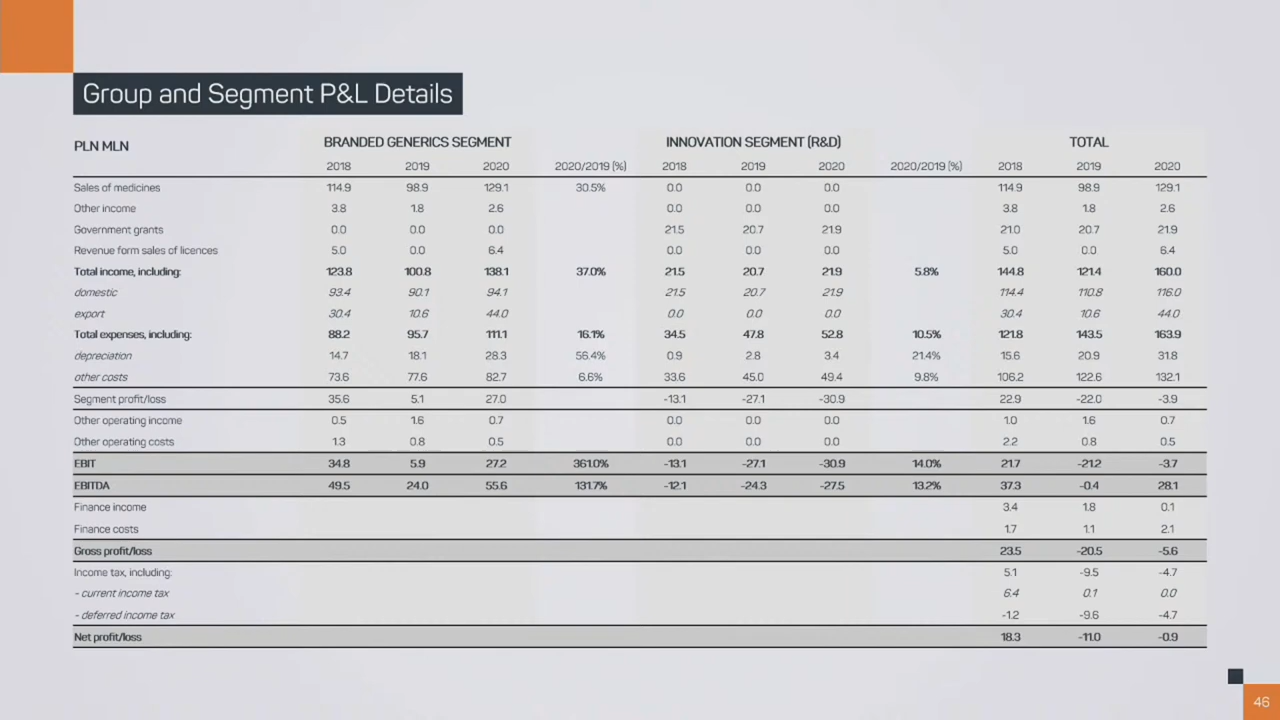 Group and Segment P&L Details
PLN MLN BRANDED GENERICS SEGMENT INNOVATION SEGMENT (R&D) TOTAL
2018 2019 2020 2020/2019 (%) 2018 2019 2020 2020/2019 (%) 2018 2019 2020
Sales of medicines 114.9 98.9 129.1 30.5% 0.0 0.0 0.0 114.9 98.9 129.1
Other income 3.8 1.8 2.6 0.0 0.0 0.0 3.8 1.8 2.6
Government grants 0.0 0.0 0.0 21.5 20.7 21.9 21.0 20.7 21.9
Revenue form sales of licences 5.0 0.0 6.4 0.0 0.0 0.0 5.0 0.0 6.4
Total income, including: 123.8 100.8 138.1 37.0% 21.5 20.7 21.9 5.8% 144.8 121.4 160.0
domestic 93.4 90.1 94.1 21.5 20.7 21.9 114.4 110.8 116.0
export 30.4 10.6 44.0 0.0 0.0 0.0 30.4 10.6 44.0
Total expenses, including: 88.2 95.7 111.1 16.1% 34.5 47.8 52.8 10.5% 121.8 143.5 163.9
depreciation 14.7 18.1 28.3 56.4% 0.9 2.8 3.4 21.4% 15.6 20.9 31.8
other costs 73.6 77.6 82.7 6.6% 33.6 45.0 49.4 9.8% 106.2 122.6 132.1
Segment profit/loss 35.6 5.1 27.0 -13.1 -27.1 -30.9 22.9 -22.0 -3.9
Other operating income 0.5 1.6 0.7 0.0 0.0 0.0 1.0 1.6 0.7
Other operating costs 1.3 0.8 0.5 0.0 0.0 0.0 2.2 0.8 0.5
EBIT 34.8 5.9 27.2 361.0% -13.1 -27.1 -30.9 14.0% 21.7 -21.2 -3.7
EBITDA 49.5 24.0 55.6 131.7% -12.1 -24.3 -27.5 13.2% 37.3 -0.4 28.1
Finance income 3.4 1.8 0.1
Finance costs 1.7 1.1 2.1
Gross profit/loss 23.5 -20.5 -5.6
Income tax, including: 5.1 -9.5 -4.7
- current income tax 6.4 0.1 0.0
- deferred income tax -1.2 -9.6 -4.7
Net profit/loss 18.3 -11.0 -0.9
46